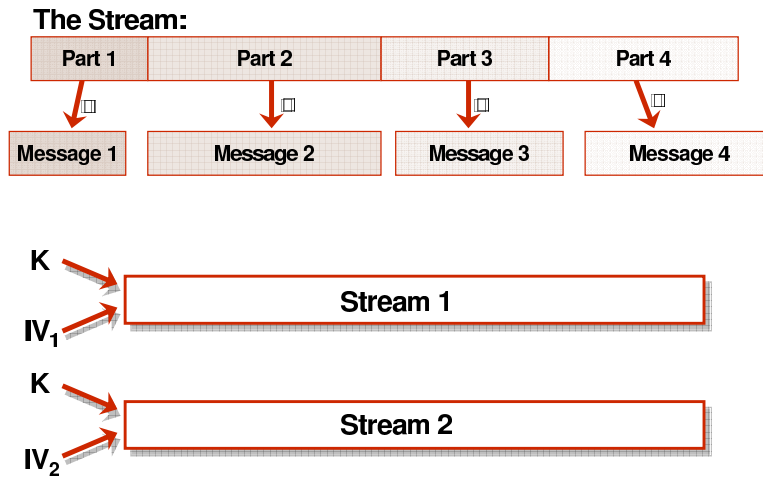 The Stream:
Part 1 Part 2 Part 3 Part 4
Message 1 Message 2 Message 3 Message 4
K
Stream 1
IV1
K
Stream 2
IV2